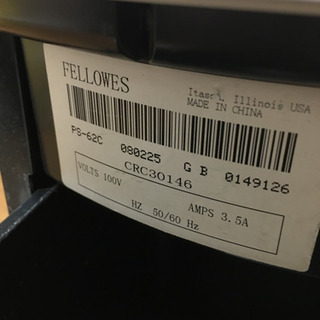 FELLOWES
Itasca, Illinois USA
MADE IN CHINA
PS-62C 080225 G B 0149126
CRC30146
VOLTS 100V AMPS 3.5A
HZ 50/60 Hz